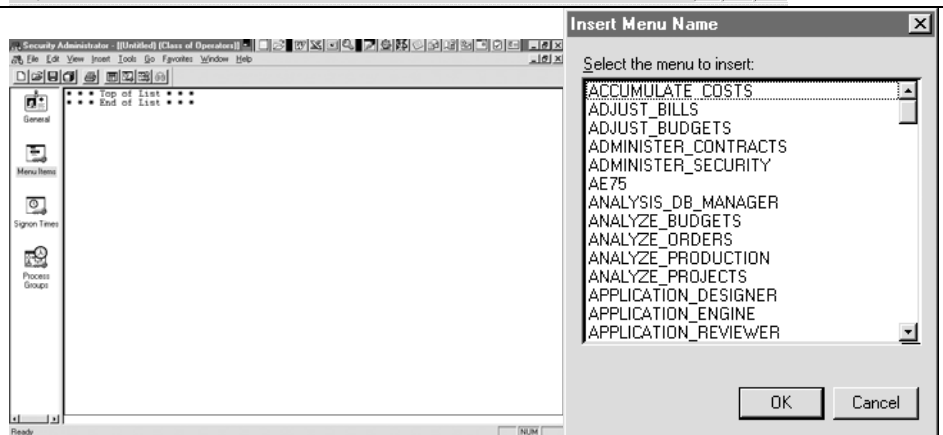 Security Administrator - [[Untitled] (Class of Operators)]
File Edit View Insert Tools Go Favorites Window Help
General
Menu Items
Signon Times
Process
Groups
* * * Top of List * * *
* * * End of List * * *
Ready
NUM
Insert Menu Name
Select the menu to insert:
ACCUMULATE_COSTS
ADJUST_BILLS
ADJUST_BUDGETS
ADMINISTER_CONTRACTS
ADMINISTER_SECURITY
AE75
ANALYSIS_DB_MANAGER
ANALYZE_BUDGETS
ANALYZE_ORDERS
ANALYZE_PRODUCTION
ANALYZE_PROJECTS
APPLICATION_DESIGNER
APPLICATION_ENGINE
APPLICATION_REVIEWER
OK Cancel